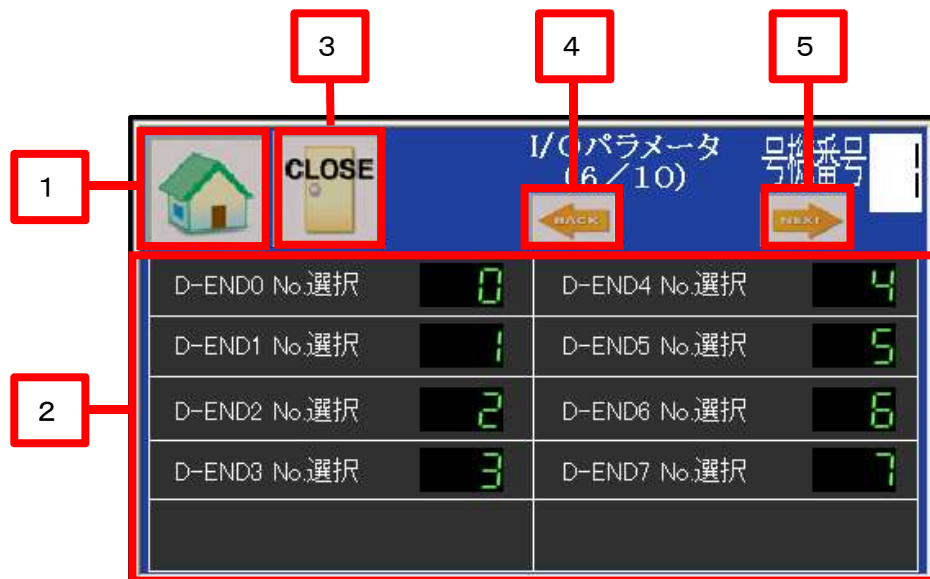 3 4 5
1
CLOSE
I/Oパラメータ
(6/10)
号機番号 1
BACK NEXT
2
D-END0 No.選択 0 D-END4 No.選択 4
D-END1 No.選択 1 D-END5 No.選択 5
D-END2 No.選択 2 D-END6 No.選択 6
D-END3 No.選択 3 D-END7 No.選択 7